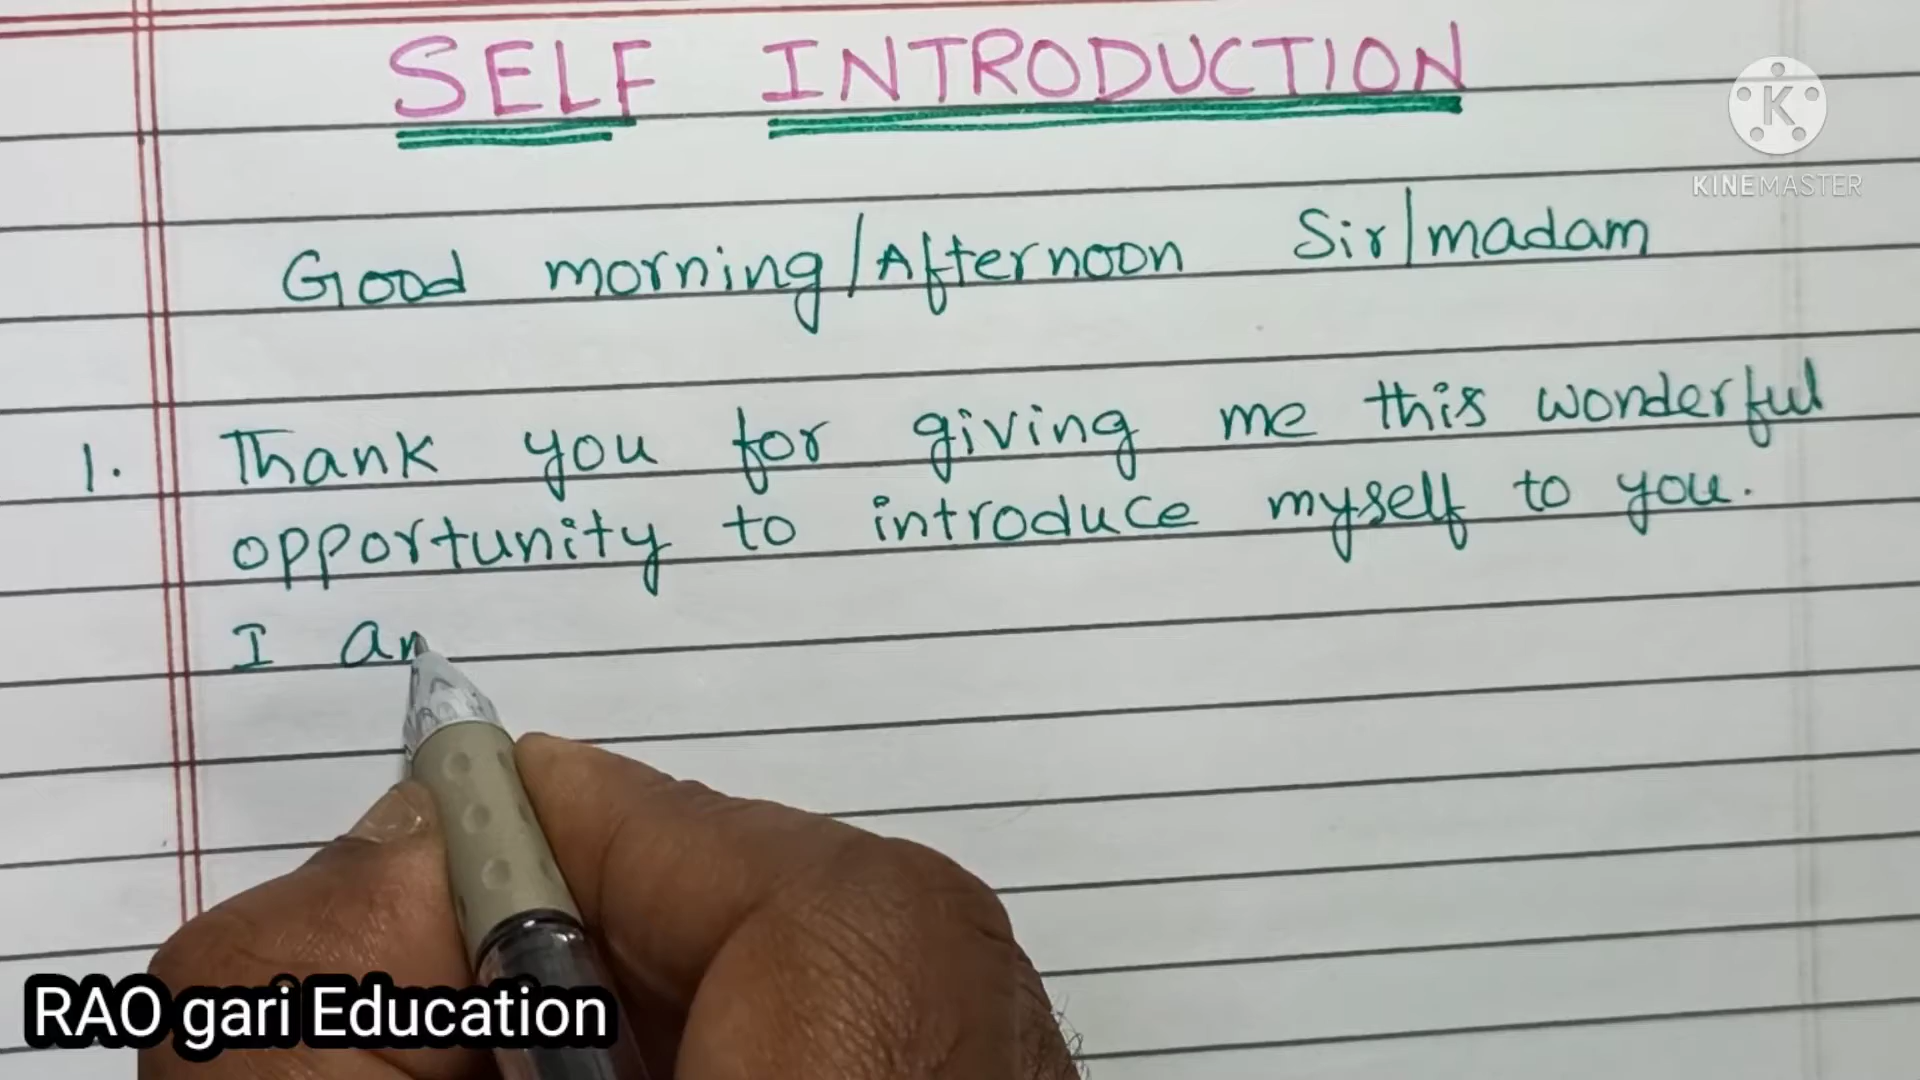 SELF INTRODUCTION
KINEMASTER
Good morning/Afternoon Sir/madam
1. Thank you for giving me this wonderful
opportunity to introduce myself to you.
I am
RAO gari Education